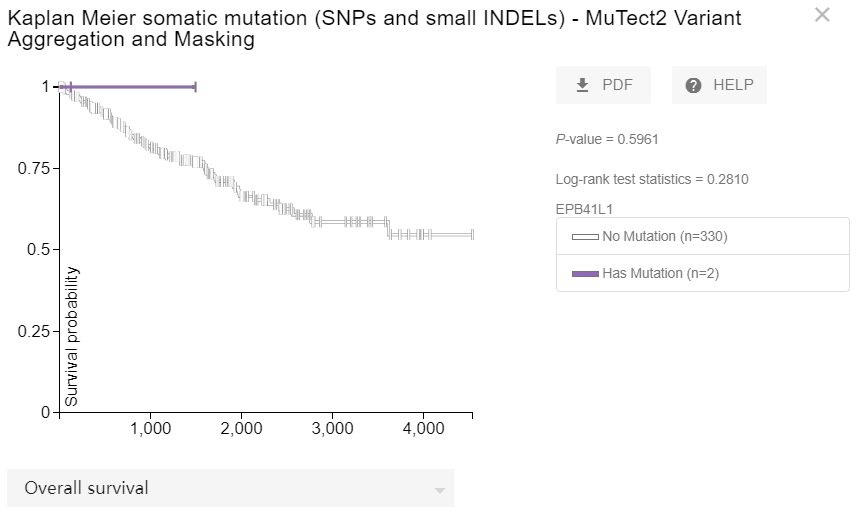 Kaplan Meier somatic mutation (SNPs and small INDELs) - MuTect2 Variant
Aggregation and Masking
PDF
HELP
P-value = 0.5961
Log-rank test statistics = 0.2810
EPB41L1
No Mutation (n=330)
Has Mutation (n=2)
1
0.75
0.5
0.25
0
Survival probability
1,000
2,000
3,000
4,000
Overall survival